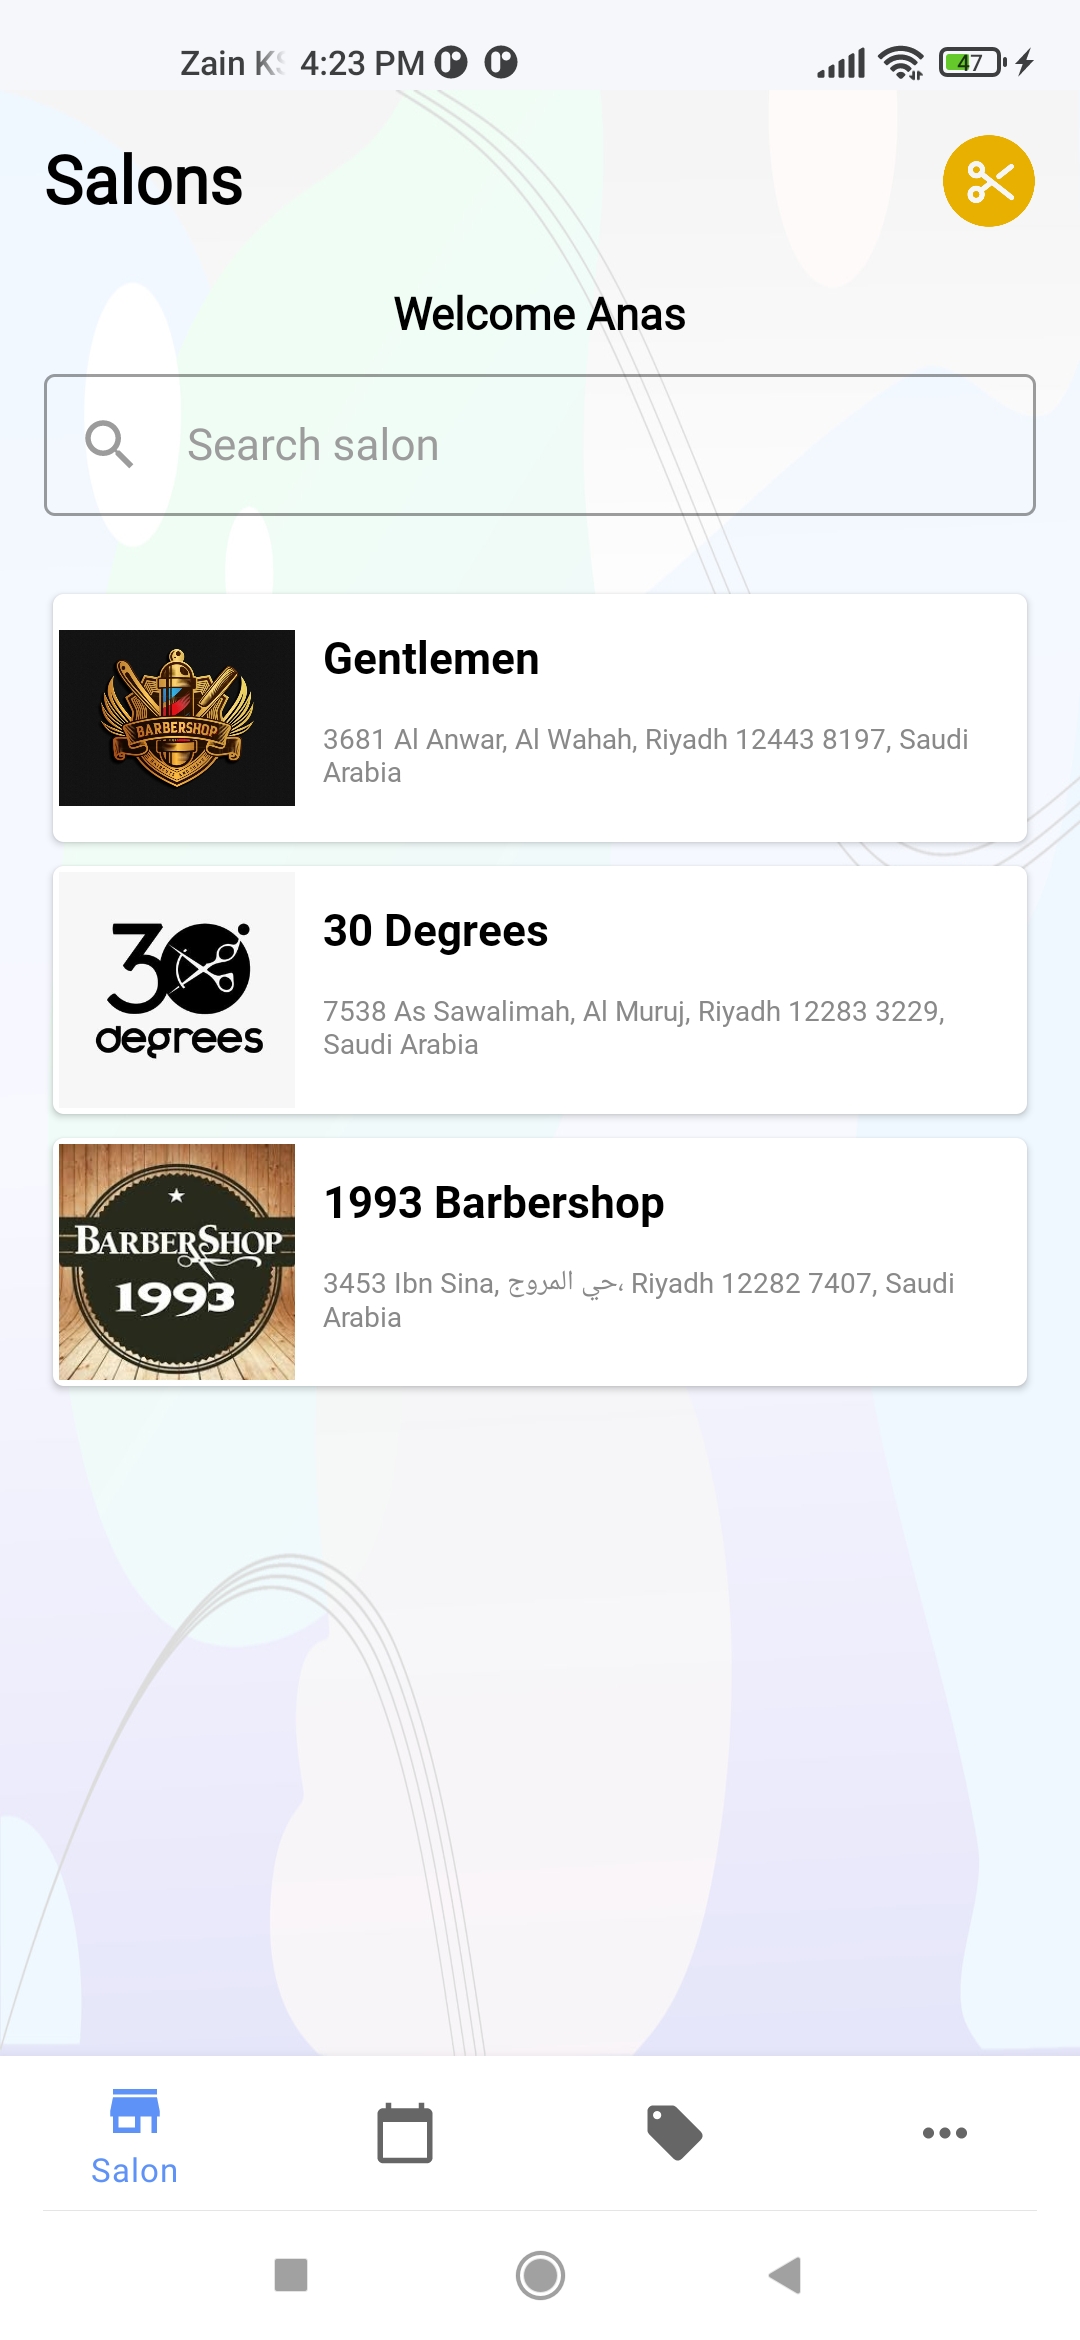 Zain KS 4:23 PM 47
Salons
Welcome Anas
Search salon
BARBERSHOP
Gentlemen
3681 Al Anwar, Al Wahah, Riyadh 12443 8197, Saudi
Arabia
30
degrees
30 Degrees
7538 As Sawalimah, Al Muruj, Riyadh 12283 3229,
Saudi Arabia
BARBERSHOP
1993
1993 Barbershop
3453 Ibn Sina, حي المروج، Riyadh 12282 7407, Saudi
Arabia
Salon